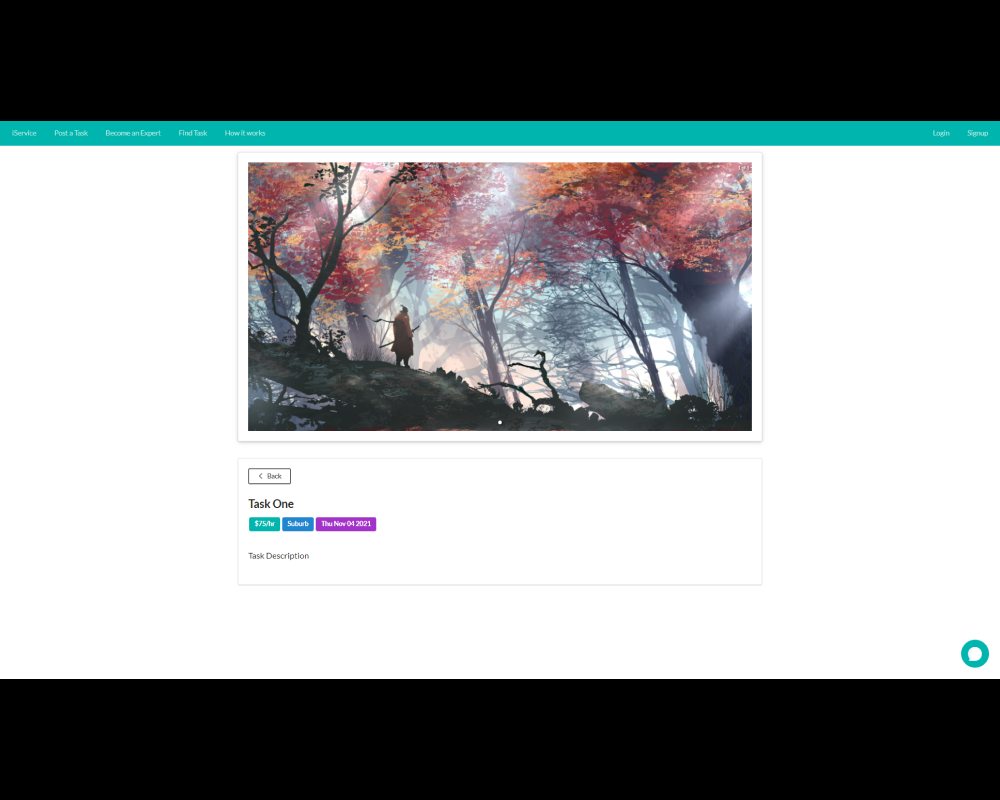 iService Post a Task Become an Expert Find Task How it works Login Signup
Back
Task One
$75/hr Suburb Thu Nov 04 2021
Task Description